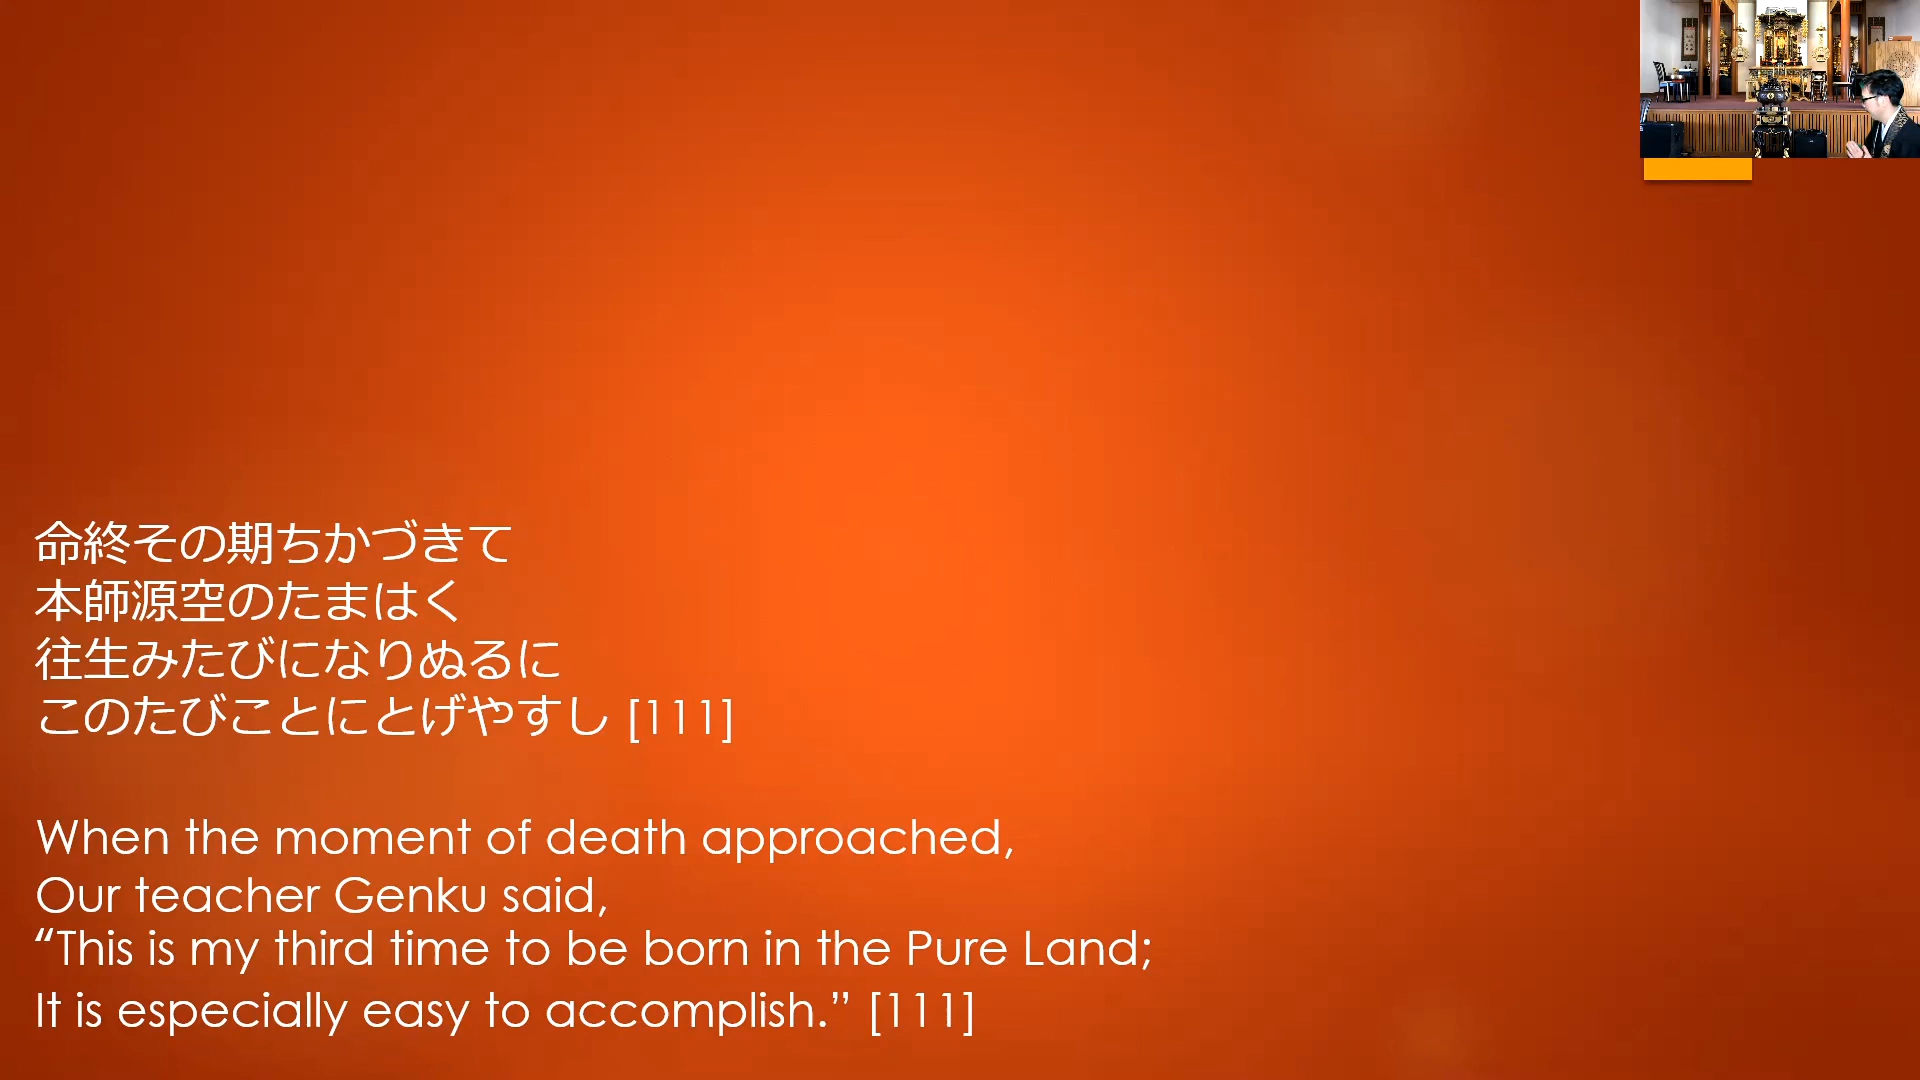 命終その期ちかづきて
本師源空のたまはく
往生みたびになりぬるに
このたびことにとげやすし [111]
When the moment of death approached,
Our teacher Genku said,
“This is my third time to be born in the Pure Land;
It is especially easy to accomplish.” [111]